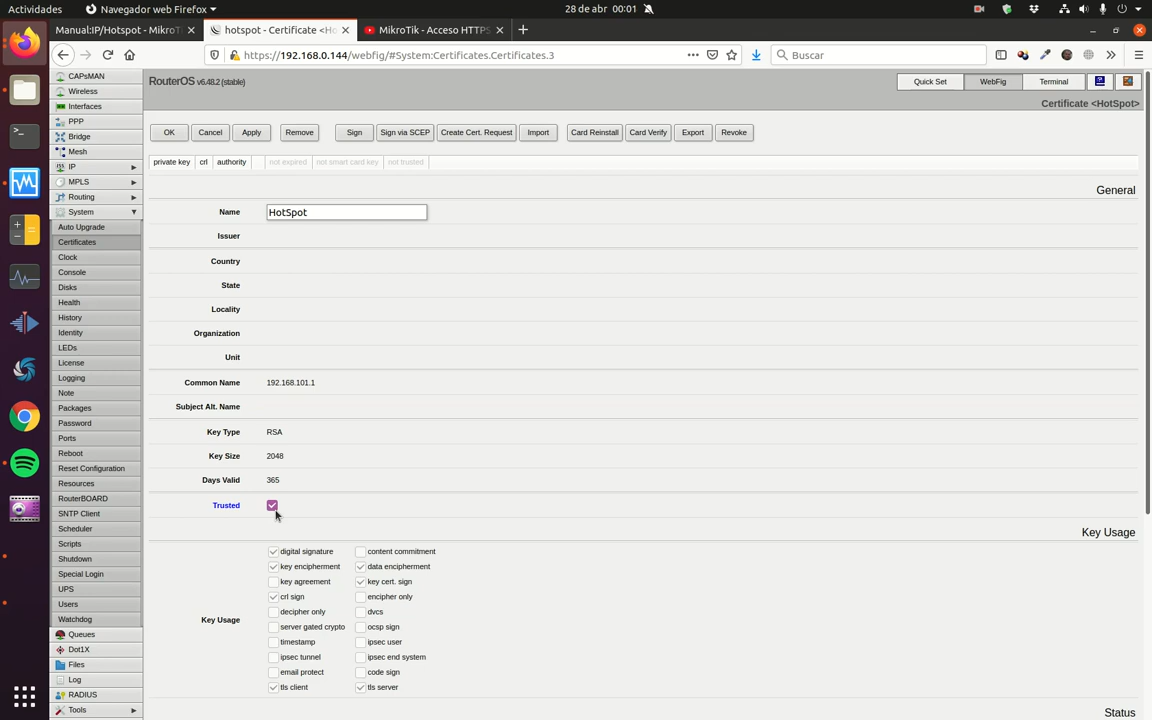 Actividades
Navegador web Firefox
28 de abr 00:01
Manual:IP/Hotspot - MikroT
hotspot - Certificate <Ho
MikroTik - Acceso HTTPS
https://192.168.0.144/webfig/#System:Certificates.Certificates.3
Buscar
CAPsMAN
Wireless
Interfaces
PPP
Bridge
Mesh
IP
MPLS
Routing
System
Auto Upgrade
Certificates
Clock
Console
Disks
Health
History
Identity
LEDs
License
Logging
Note
Packages
Password
Ports
Reboot
Reset Configuration
Resources
RouterBOARD
SNTP Client
Scheduler
Scripts
Shutdown
Special Login
UPS
Users
Watchdog
Queues
Dot1X
Files
Log
RADIUS
Tools
RouterOS v6.48.2 (stable)
Quick Set WebFig Terminal
Certificate <HotSpot>
OK Cancel Apply Remove Sign Sign via SCEP Create Cert. Request Import Card Reinstall Card Verify Export Revoke
private key crl authority not expired not smart card key not trusted
General
Name HotSpot
Issuer
Country
State
Locality
Organization
Unit
Common Name 192.168.101.1
Subject Alt. Name
Key Type RSA
Key Size 2048
Days Valid 365
Trusted
Key Usage
digital signature content commitment
key encipherment data encipherment
key agreement key cert. sign
crl sign encipher only
decipher only dvcs
Key Usage
server gated crypto ocsp sign
timestamp ipsec user
ipsec tunnel ipsec end system
email protect code sign
tls client tls server
Status